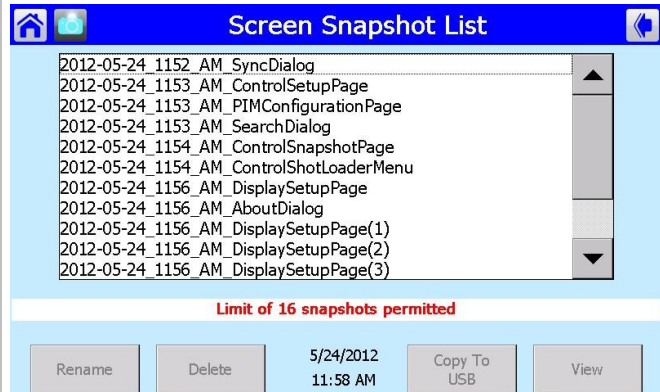 Screen Snapshot List
2012-05-24_1152_AM_SyncDialog
2012-05-24_1153_AM_ControlSetupPage
2012-05-24_1153_AM_PIMConfigurationPage
2012-05-24_1153_AM_SearchDialog
2012-05-24_1154_AM_ControlSnapshotPage
2012-05-24_1154_AM_ControlShotLoaderMenu
2012-05-24_1156_AM_DisplaySetupPage
2012-05-24_1156_AM_AboutDialog
2012-05-24_1156_AM_DisplaySetupPage(1)
2012-05-24_1156_AM_DisplaySetupPage(2)
2012-05-24_1156_AM_DisplaySetupPage(3)
Limit of 16 snapshots permitted
Rename
Delete
5/24/2012
11:58 AM
Copy To
USB
View